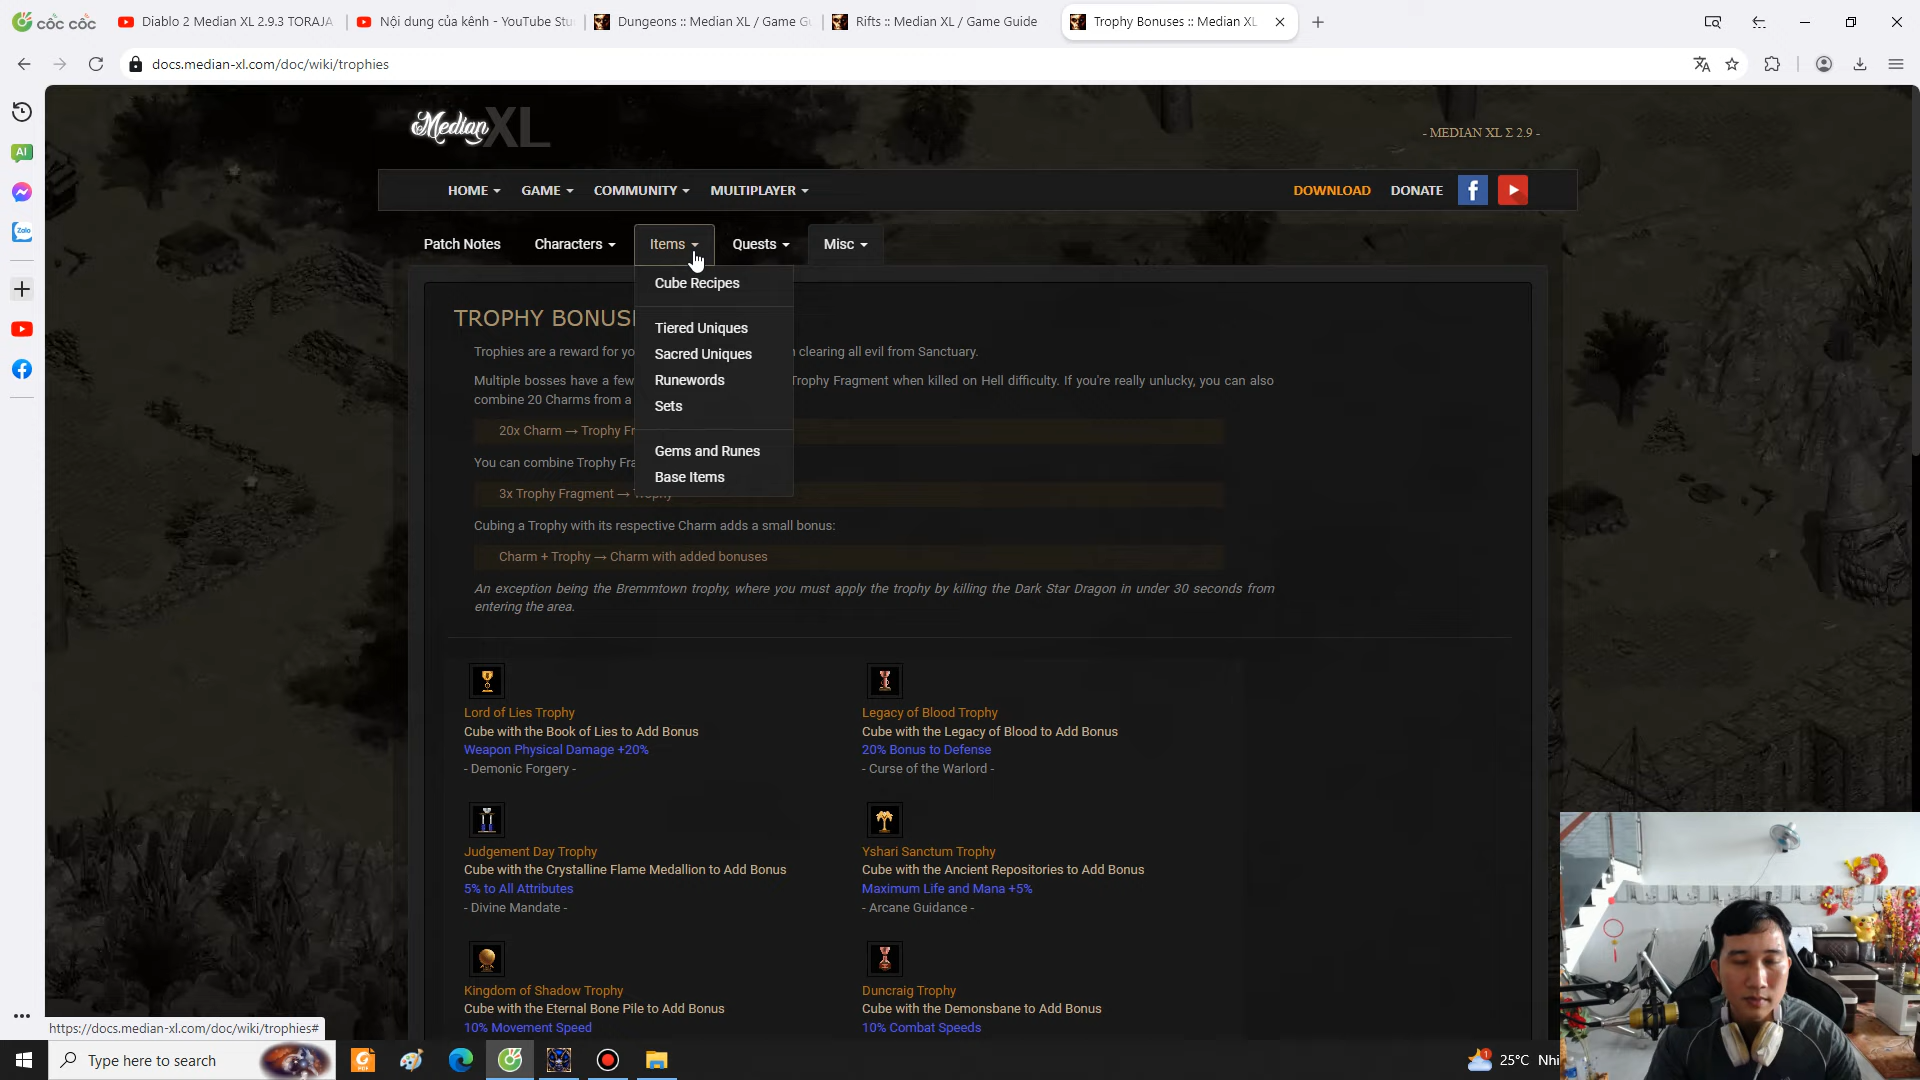 cốc cốc
Diablo 2 Median XL 2.9.3 TORAJA
Nội dung của kênh - YouTube Stu
Dungeons :: Median XL / Game Gu
Rifts :: Median XL / Game Guide
Trophy Bonuses :: Median XL
docs.median-xl.com/doc/wiki/trophies
AI
Zalo
Median XL
- MEDIAN XL Σ 2.9 -
HOME
GAME
COMMUNITY
MULTIPLAYER
DOWNLOAD
DONATE
Patch Notes
Characters
Items
Quests
Misc
Cube Recipes
Tiered Uniques
Sacred Uniques
Runewords
Sets
Gems and Runes
Base Items
TROPHY BONUS
Trophies are a reward for yo
clearing all evil from Sanctuary.
Multiple bosses have a few
Trophy Fragment when killed on Hell difficulty. If you're really unlucky, you can also
combine 20 Charms from a
20x Charm → Trophy Fr
You can combine Trophy Fra
3x Trophy Fragment → Trophy
Cubing a Trophy with its respective Charm adds a small bonus:
Charm + Trophy → Charm with added bonuses
An exception being the Bremmtown trophy, where you must apply the trophy by killing the Dark Star Dragon in under 30 seconds from
entering the area.
Lord of Lies Trophy
Cube with the Book of Lies to Add Bonus
Weapon Physical Damage +20%
- Demonic Forgery -
Legacy of Blood Trophy
Cube with the Legacy of Blood to Add Bonus
20% Bonus to Defense
- Curse of the Warlord -
Judgement Day Trophy
Cube with the Crystalline Flame Medallion to Add Bonus
5% to All Attributes
- Divine Mandate -
Yshari Sanctum Trophy
Cube with the Ancient Repositories to Add Bonus
Maximum Life and Mana +5%
- Arcane Guidance -
Kingdom of Shadow Trophy
Cube with the Eternal Bone Pile to Add Bonus
10% Movement Speed
Duncraig Trophy
Cube with the Demonsbane to Add Bonus
10% Combat Speeds
https://docs.median-xl.com/doc/wiki/trophies#
Type here to search
1
25°C Nhi